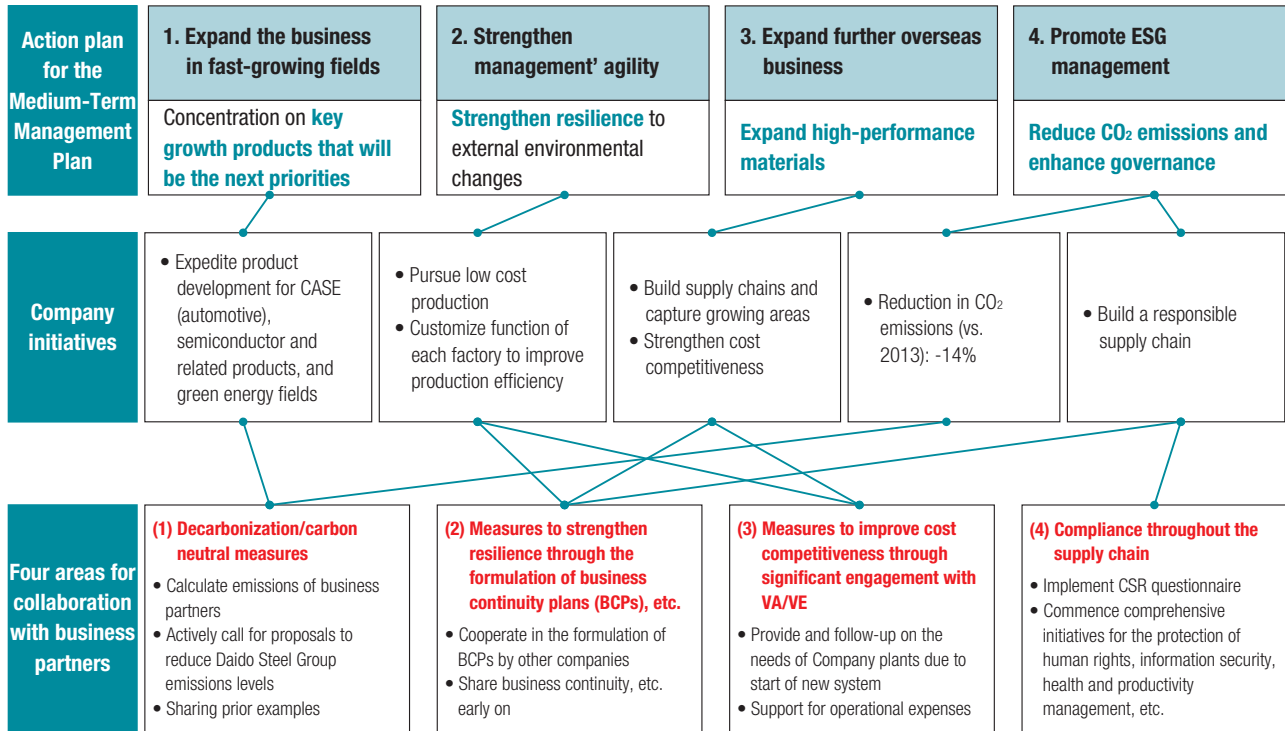 Action plan
for the
Medium-Term
Management
Plan
1. Expand the business
in fast-growing fields
Concentration on key
growth products that will
be the next priorities
2. Strengthen
management' agility
Strengthen resilience to
external environmental
changes
3. Expand further overseas
business
Expand high-performance
materials
4. Promote ESG
management
Reduce CO₂ emissions and
enhance governance
Company
initiatives
• Expedite product
development for CASE
(automotive),
semiconductor and
related products, and
green energy fields
• Pursue low cost
production
• Customize function of
each factory to improve
production efficiency
• Build supply chains and
capture growing areas
• Strengthen cost
competitiveness
• Reduction in CO₂
emissions (vs.
2013): -14%
• Build a responsible
supply chain
Four areas for
collaboration
with business
partners
(1) Decarbonization/carbon
neutral measures
• Calculate emissions of business
partners
• Actively call for proposals to
reduce Daido Steel Group
emissions levels
• Sharing prior examples
(2) Measures to strengthen
resilience through the
formulation of business
continuity plans (BCPs), etc.
• Cooperate in the formulation of
BCPs by other companies
• Share business continuity, etc.
early on
(3) Measures to improve cost
competitiveness through
significant engagement with
VA/VE
• Provide and follow-up on the
needs of Company plants due to
start of new system
• Support for operational expenses
(4) Compliance throughout the
supply chain
• Implement CSR questionnaire
• Commence comprehensive
initiatives for the protection of
human rights, information security,
health and productivity
management, etc.